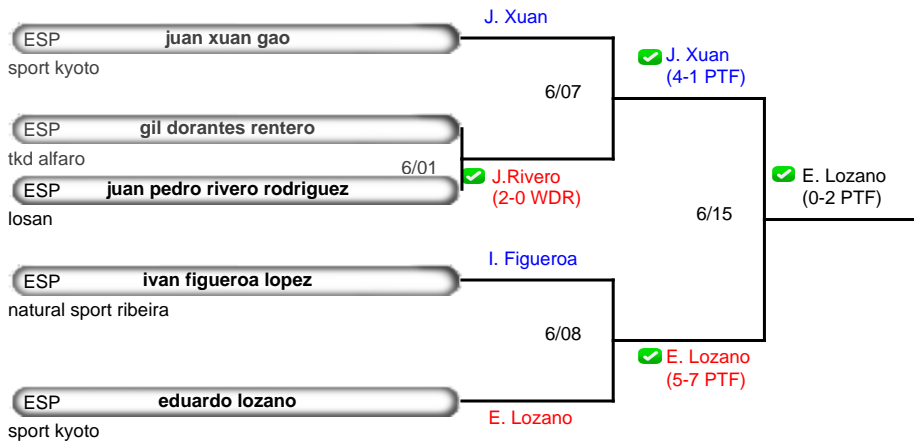 J. Xuan
ESP juan xuan gao
sport kyoto
J. Xuan
(4-1 PTF)
6/07
ESP gil dorantes rentero
tkd alfaro
6/01
J.Rivero
(2-0 WDR)
ESP juan pedro rivero rodriguez
losan
E. Lozano
(0-2 PTF)
6/15
I. Figueroa
ESP ivan figueroa lopez
natural sport ribeira
6/08
E. Lozano
(5-7 PTF)
ESP eduardo lozano
E. Lozano
sport kyoto